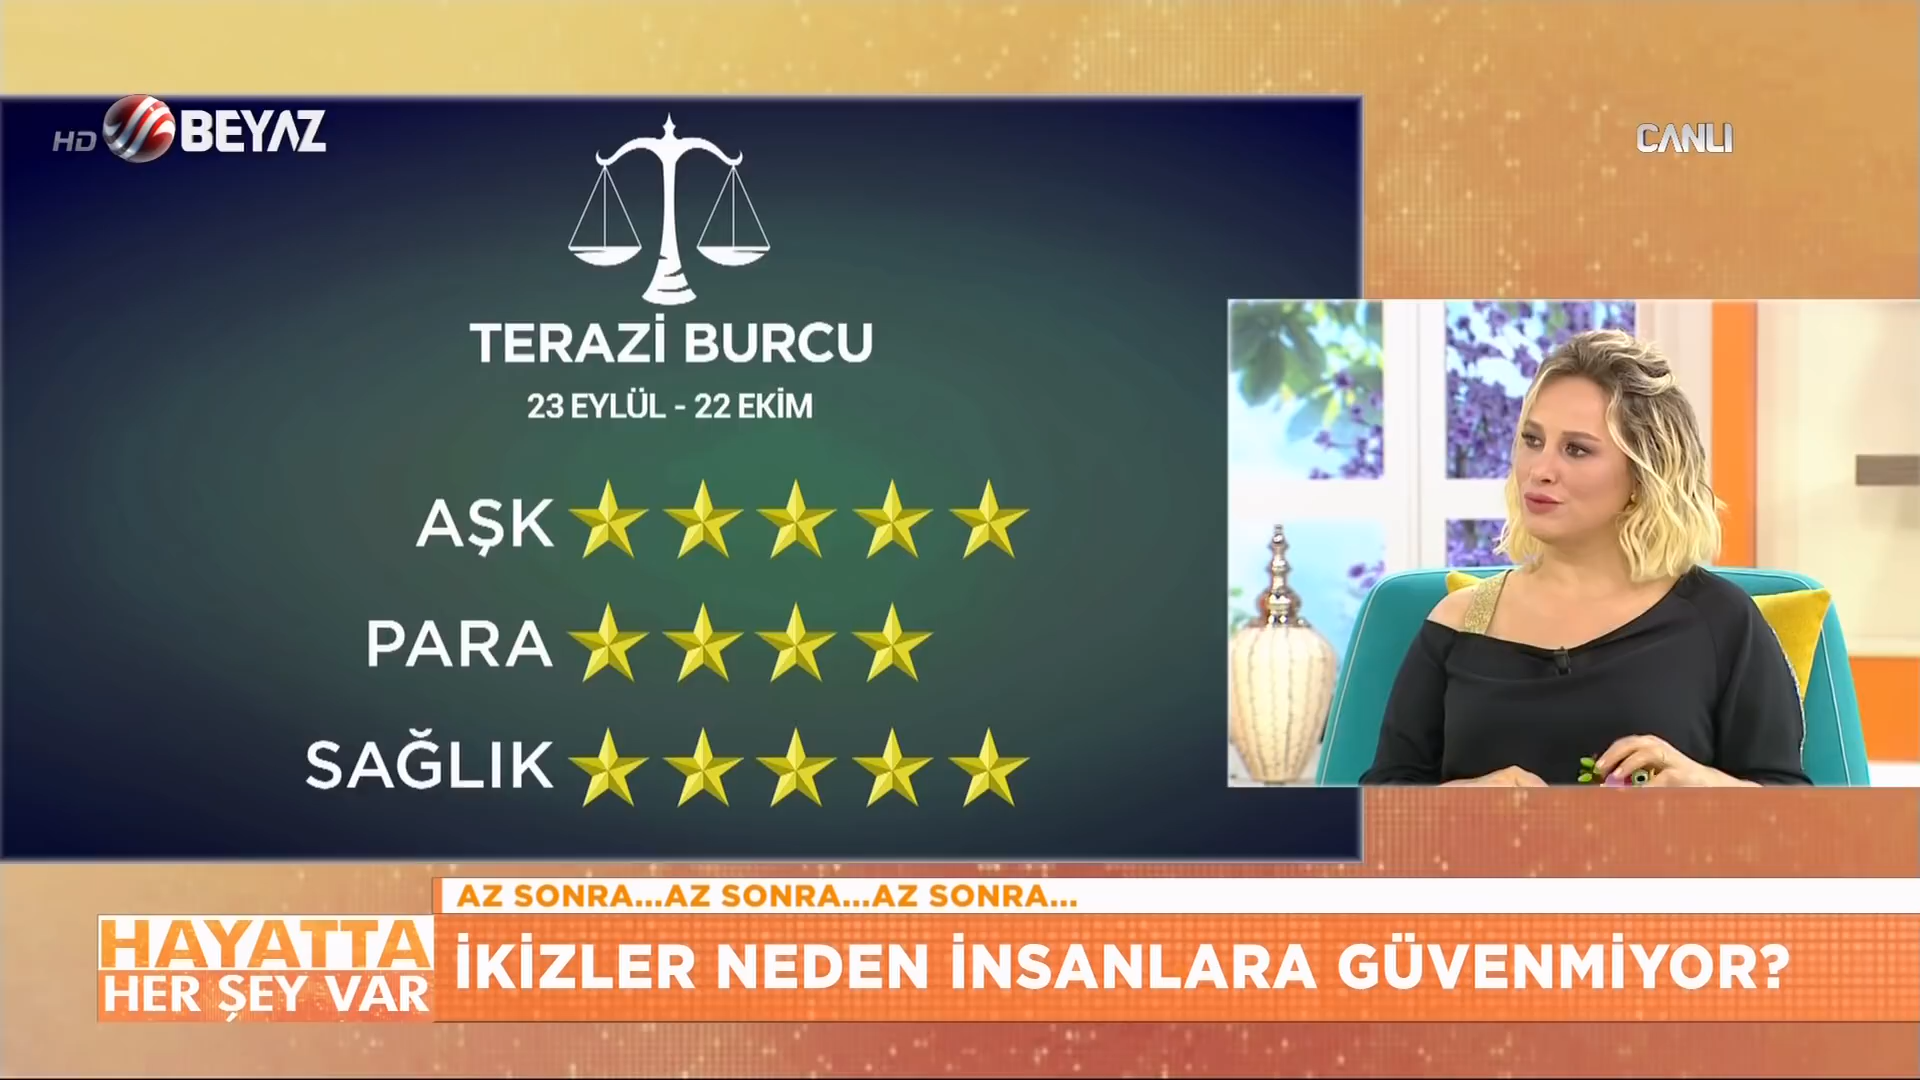 HD BEYAZ
CANLI
TERAZİ BURCU
23 EYLÜL - 22 EKİM
AŞK
PARA
SAĞLIK
AZ SONRA...AZ SONRA...AZ SONRA...
HAYATTA
HER ŞEY VAR
İKİZLER NEDEN İNSANLARA GÜVENMİYOR?